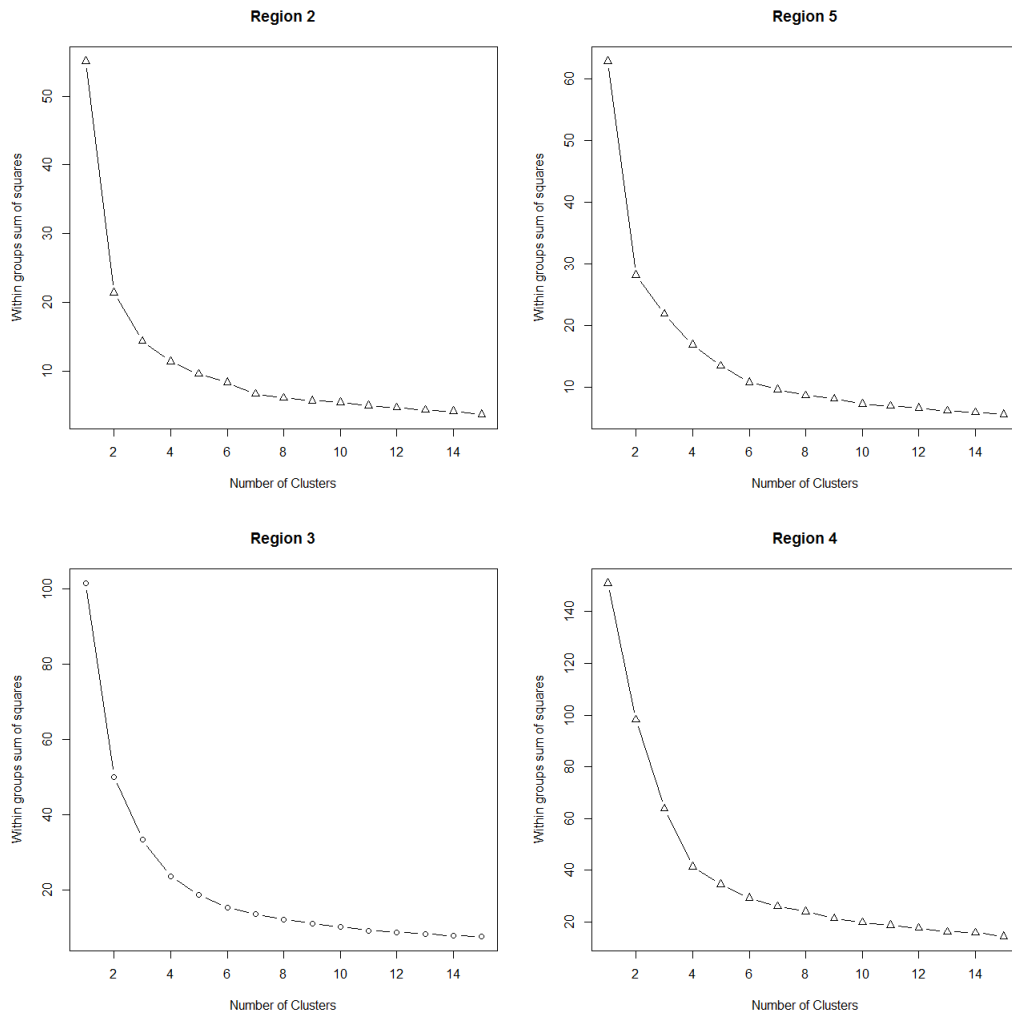 Region 2
Within groups sum of squares
50
40
30
20
10
2 4 6 8 10 12 14
Number of Clusters
Region 5
Within groups sum of squares
60
50
40
30
20
10
2 4 6 8 10 12 14
Number of Clusters
Region 3
Within groups sum of squares
100
80
60
40
20
2 4 6 8 10 12 14
Number of Clusters
Region 4
Within groups sum of squares
140
120
100
80
60
40
20
2 4 6 8 10 12 14
Number of Clusters